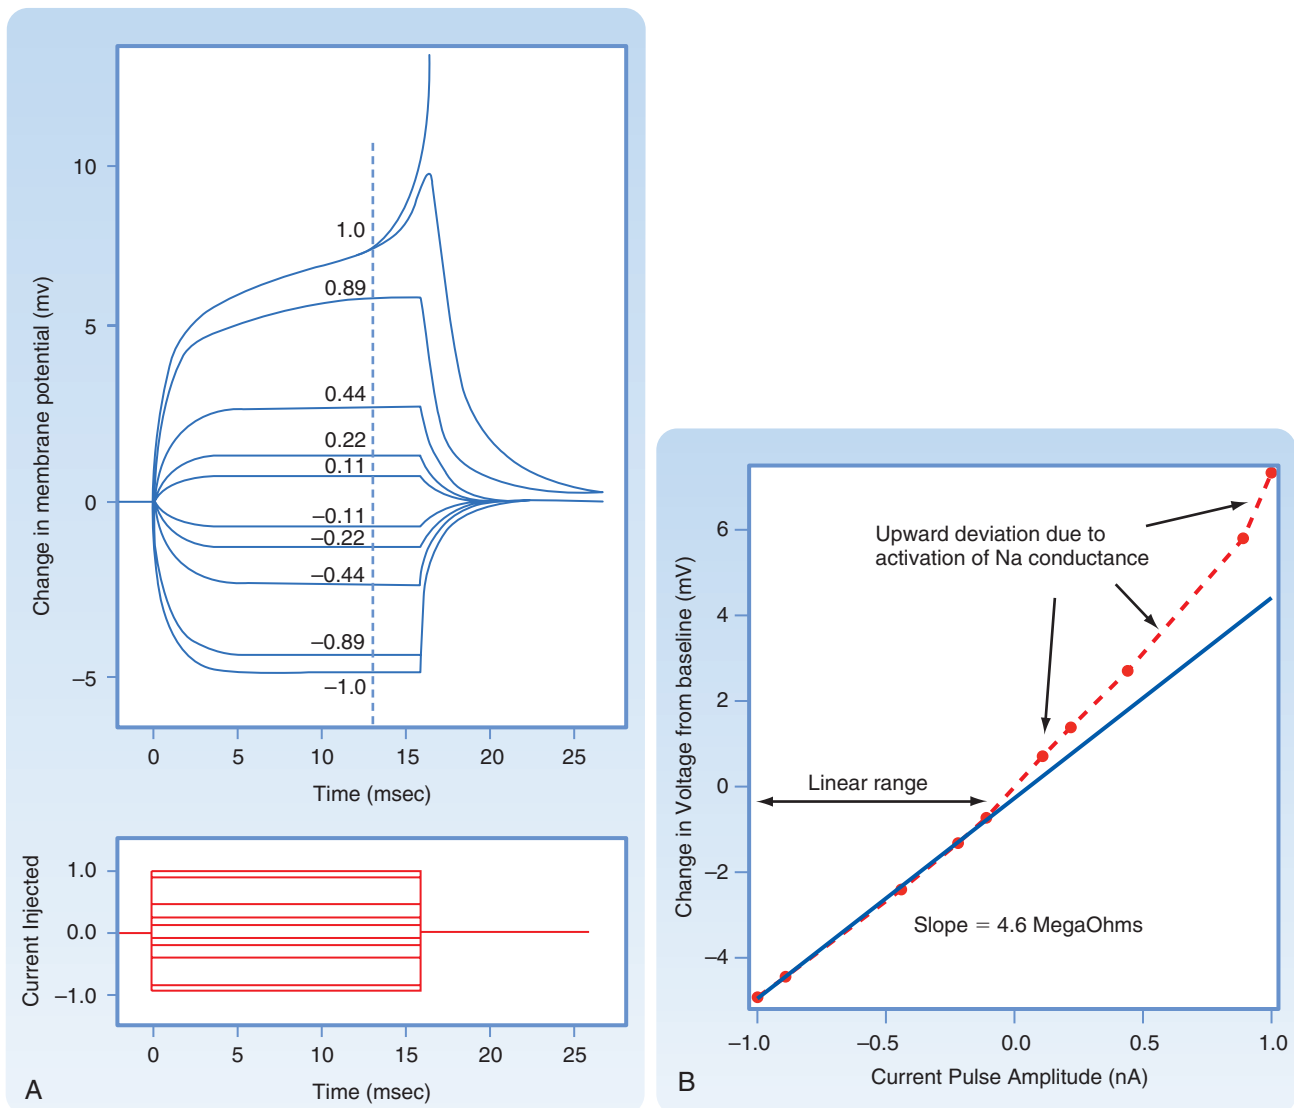 Change in membrane potential (mv)
10
5
0
−5
1.0
0.89
0.44
0.22
0.11
−0.11
−0.22
−0.44
−0.89
−1.0
0 5 10 15 20 25
Time (msec)
Current Injected
1.0
0.0
−1.0
0 5 10 15 20 25
Time (msec)
A
Change in Voltage from baseline (mV)
6
4
2
0
−2
−4
Upward deviation due to
activation of Na conductance
Linear range
Slope = 4.6 MegaOhms
−1.0 −0.5 0.0 0.5 1.0
Current Pulse Amplitude (nA)
B